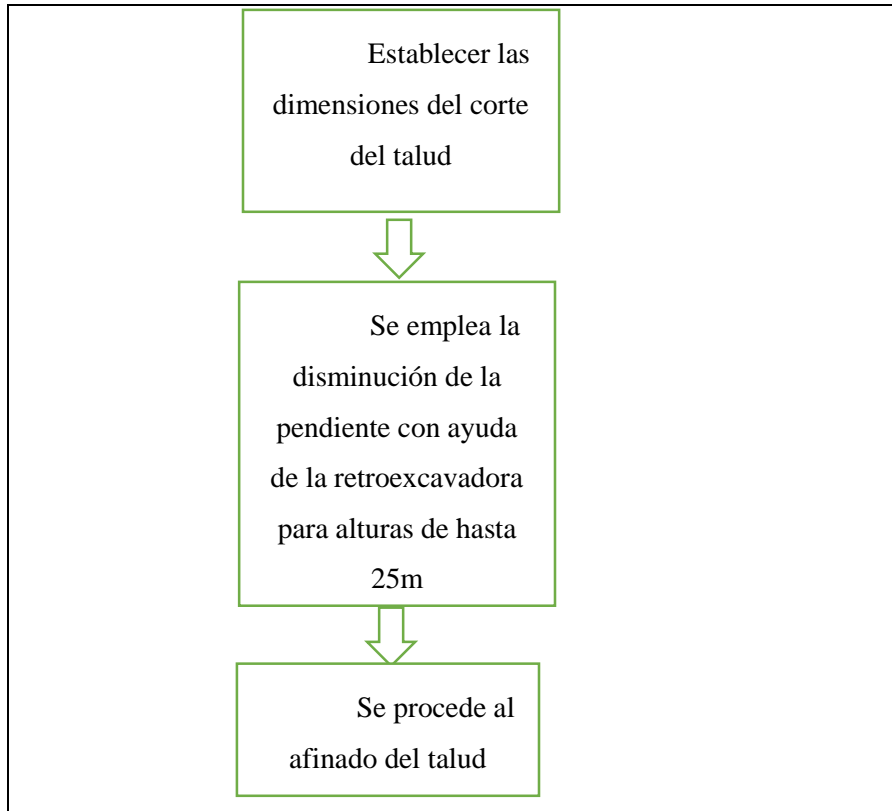 Establecer las
dimensiones del corte
del talud
Se emplea la
disminución de la
pendiente con ayuda
de la retroexcavadora
para alturas de hasta
25m
Se procede al
afinado del talud